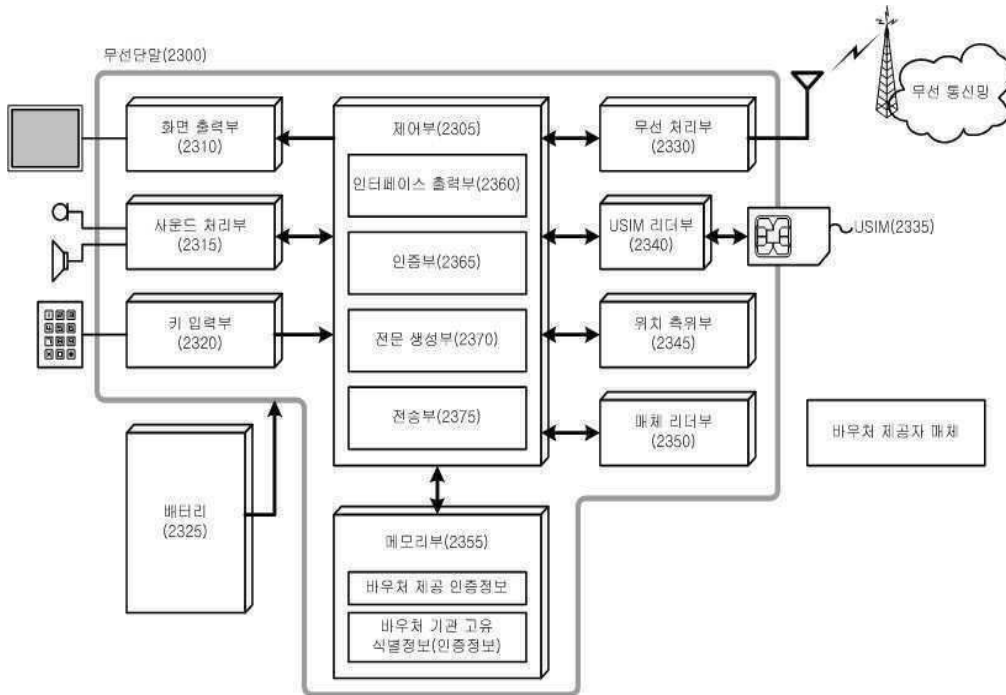 무선단말(2300)
무선 통신망
화면 출력부
(2310)
제어부(2305)
무선 처리부
(2330)
인터페이스 출력부(2360)
사운드 처리부
(2315)
USIM 리더부
(2340)
USIM(2335)
인증부(2365)
키 입력부
(2320)
전문 생성부(2370)
위치 측위부
(2345)
전송부(2375)
매체 리더부
(2350)
바우처 제공자 매체
배터리
(2325)
메모리부(2355)
바우처 제공 인증정보
바우처 기관 고유
식별정보(인증정보)